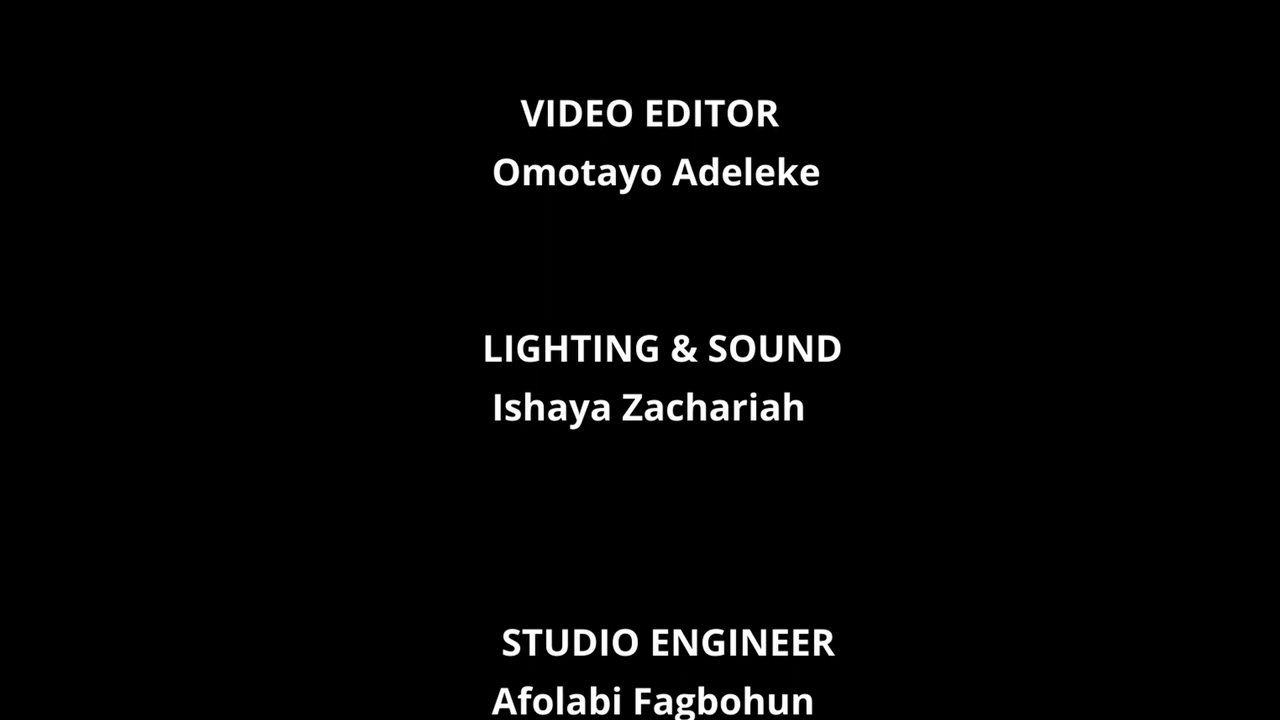 VIDEO EDITOR
Omotayo Adeleke
LIGHTING & SOUND
Ishaya Zachariah
STUDIO ENGINEER
Afolabi Fagbohun